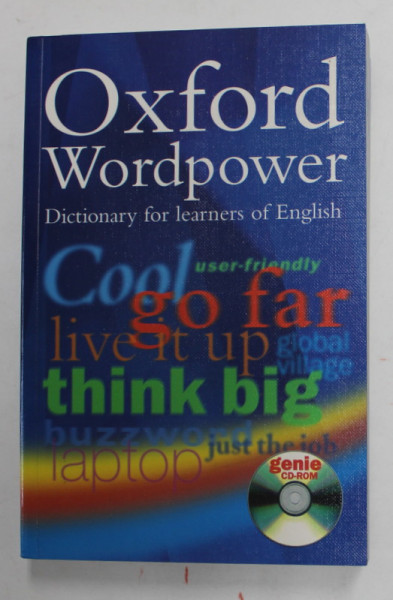 Oxford
Wordpower
Dictionary for learners of English
Cool
user-friendly
go far
live it up
global
village
think big
buzzword
just the job
laptop
genie
CD-ROM